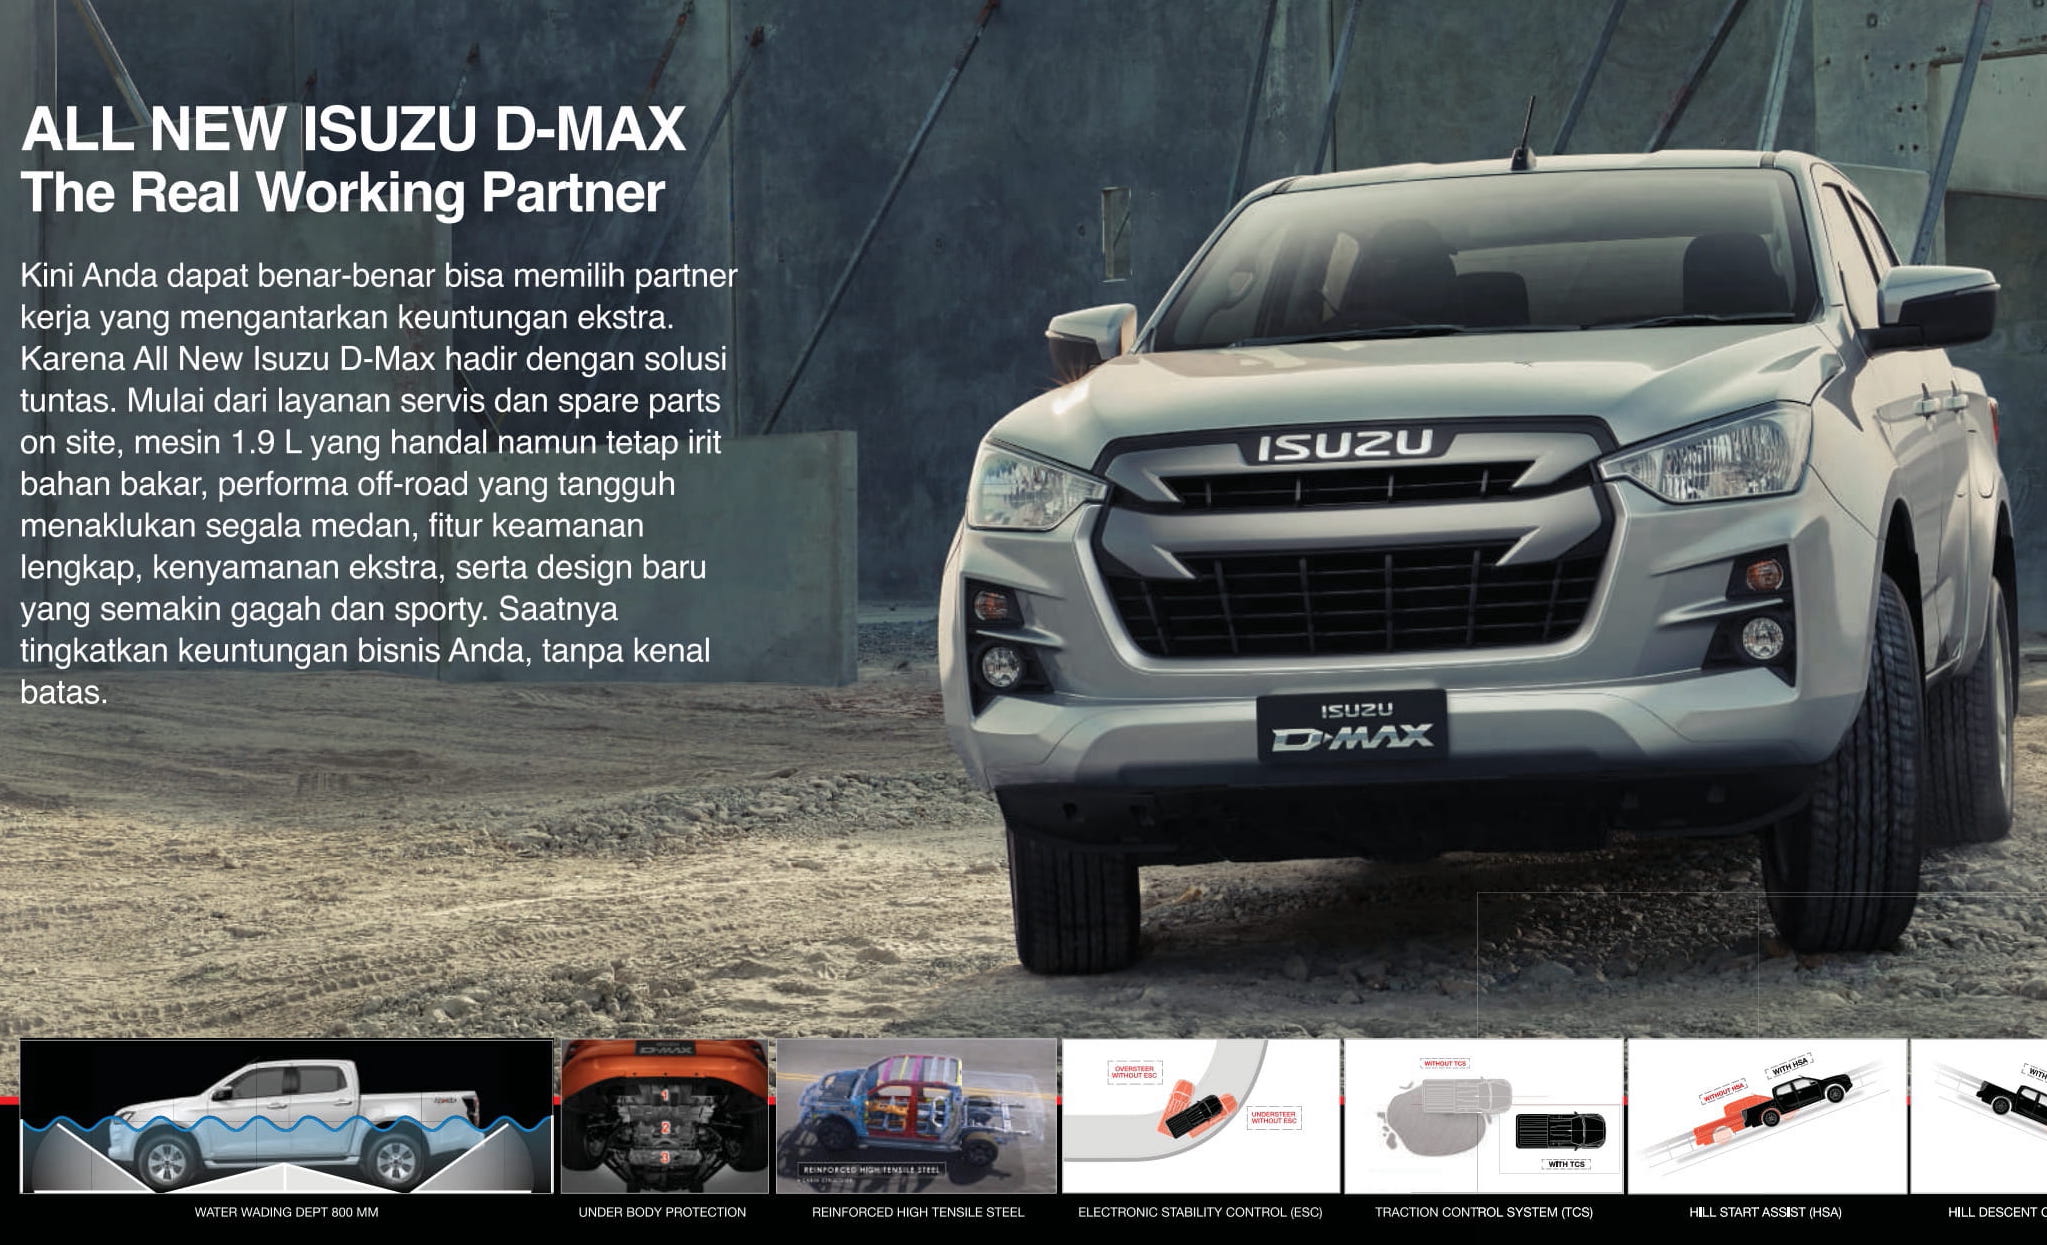 ALL NEW ISUZU D-MAX
The Real Working Partner
Kini Anda dapat benar-benar bisa memilih partner
kerja yang mengantarkan keuntungan ekstra.
Karena All New Isuzu D-Max hadir dengan solusi
tuntas. Mulai dari layanan servis dan spare parts
on site, mesin 1.9 L yang handal namun tetap irit
bahan bakar, performa off-road yang tangguh
menaklukan segala medan, fitur keamanan
lengkap, kenyamanan ekstra, serta design baru
yang semakin gagah dan sporty. Saatnya
tingkatkan keuntungan bisnis Anda, tanpa kenal
batas.
ISUZU
ISUZU
D-MAX
D-MAX
1
2
3
REINFORCED HIGH TENSILE STEEL
OVERSTEER
WITHOUT ESC
UNDERSTEER
WITHOUT ESC
WITHOUT TCS
WITH TCS
WITHOUT HSA
WITH HSA
WITH
WATER WADING DEPT 800 MM
UNDER BODY PROTECTION
REINFORCED HIGH TENSILE STEEL
ELECTRONIC STABILITY CONTROL (ESC)
TRACTION CONTROL SYSTEM (TCS)
HILL START ASSIST (HSA)
HILL DESCENT